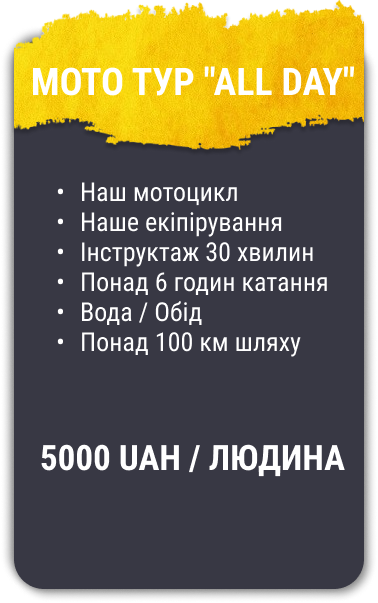 МОТО ТУР "ALL DAY"
• Наш мотоцикл
• Наше екіпірування
• Інструктаж 30 хвилин
• Понад 6 годин катання
• Вода / Обід
• Понад 100 км шляху
5000 UAH / ЛЮДИНА